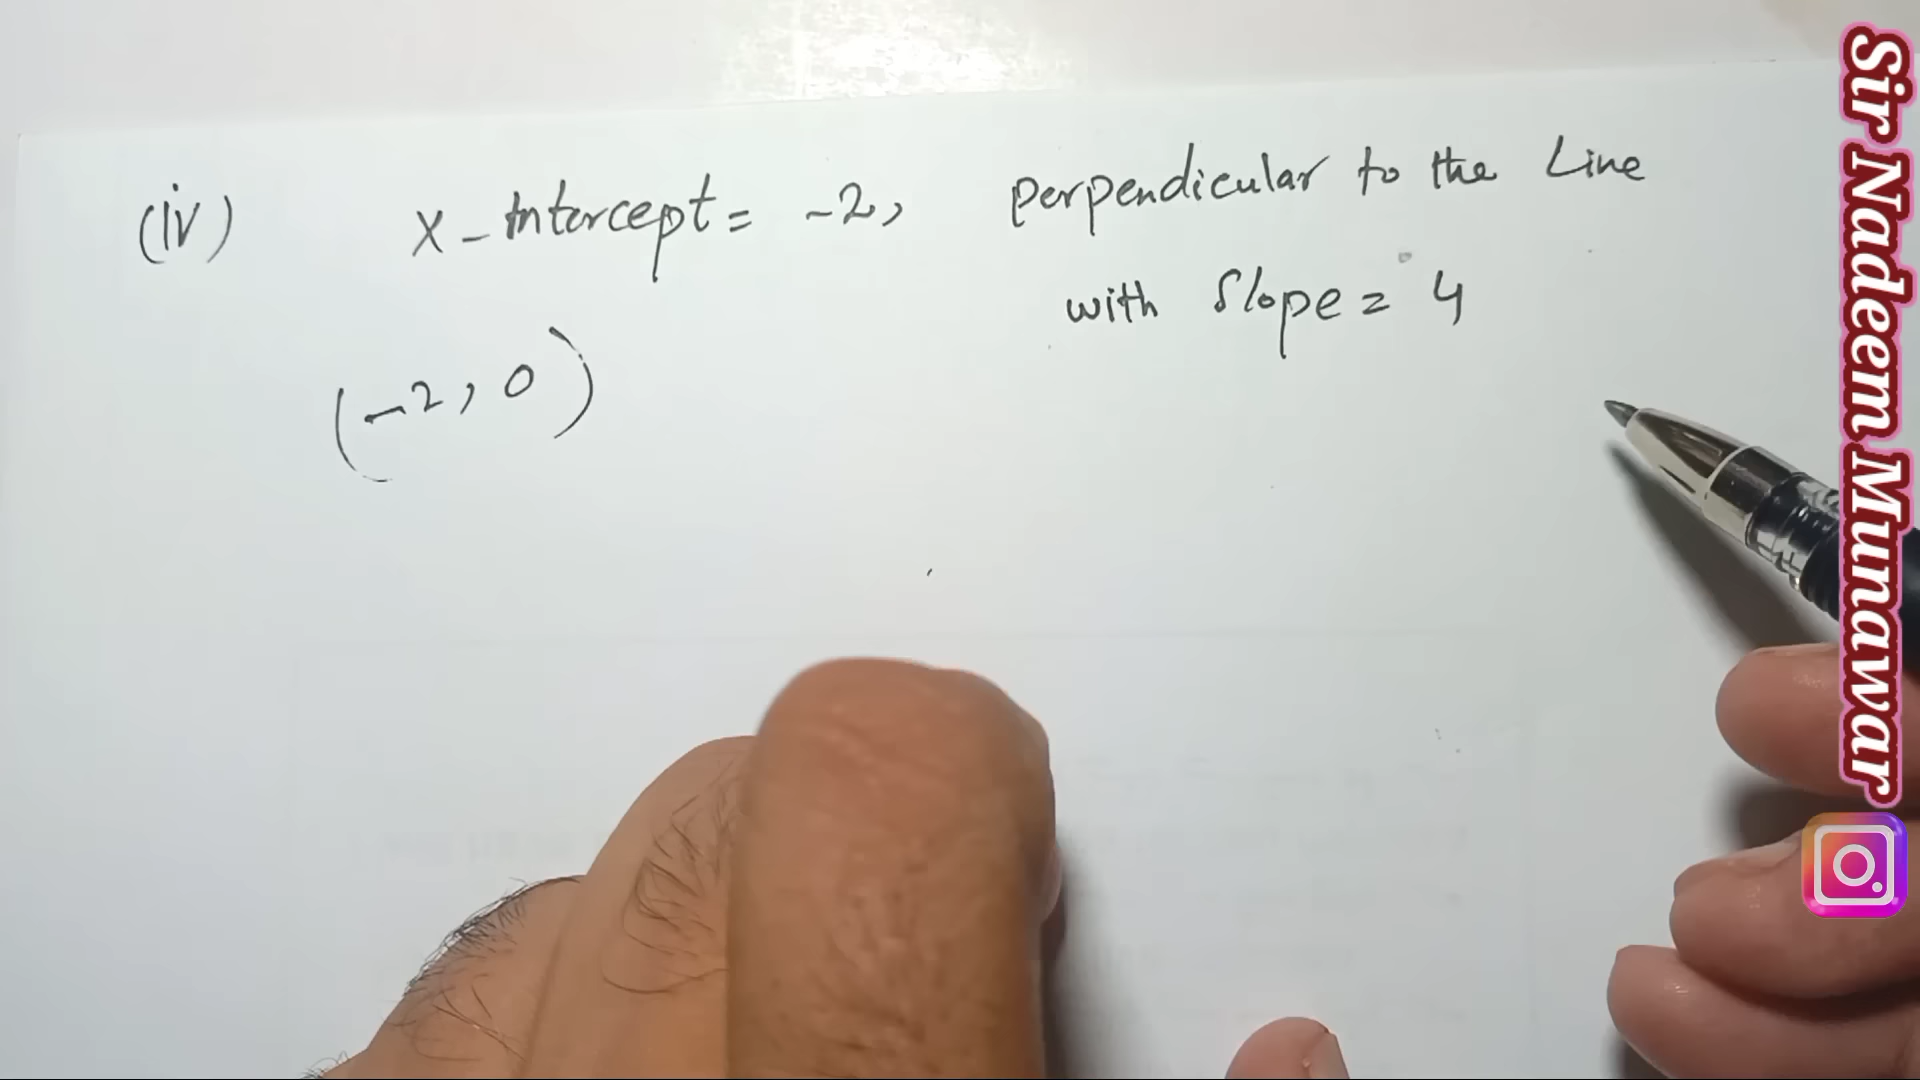 (iv) X-Intercept = -2, perpendicular to the Line
with Slope = 4
(-2, 0)
Sir Nadeem Munawar